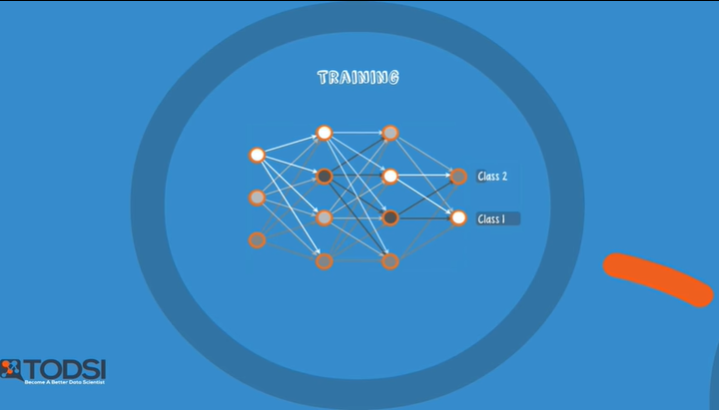 TRAINING
Class 2
Class 1
TODSI
Become A Better Data Scientist